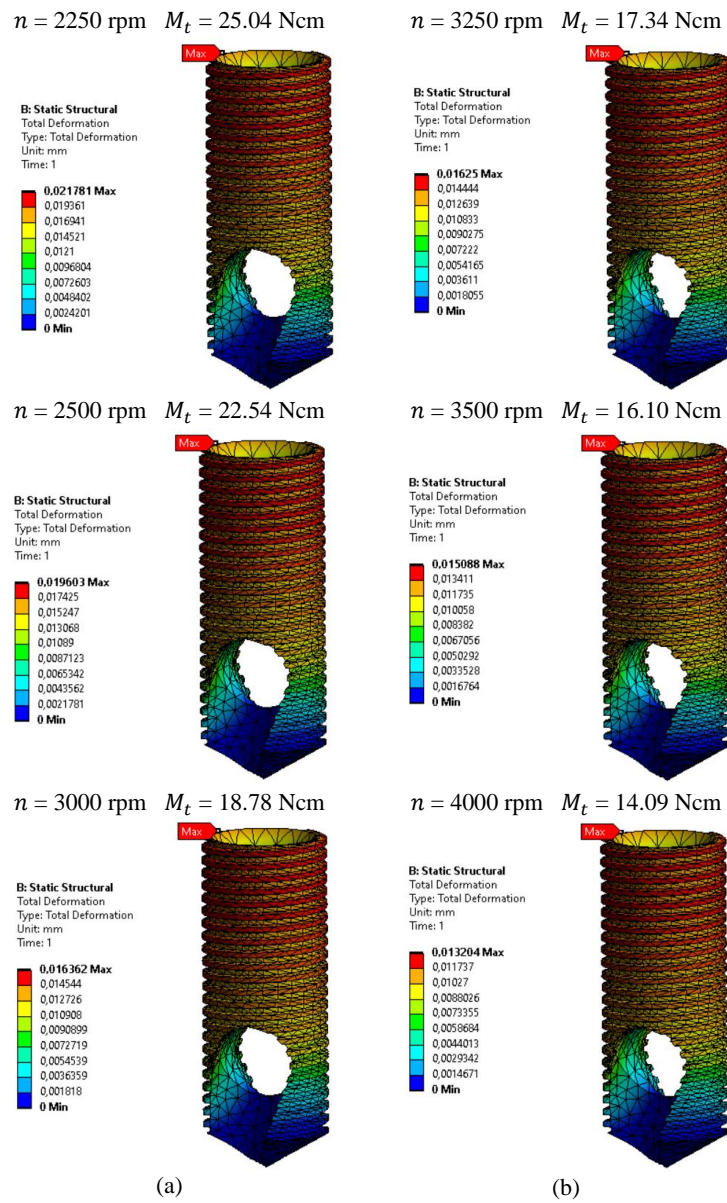 n = 2250 rpm M_t = 25.04 Ncm
Max
B: Static Structural
Total Deformation
Type: Total Deformation
Unit: mm
Time: 1
0,021781 Max
0,019361
0,016941
0,014521
0,0121
0,0096804
0,0072603
0,0048402
0,0024201
0 Min
n = 3250 rpm M_t = 17.34 Ncm
Max
B: Static Structural
Total Deformation
Type: Total Deformation
Unit: mm
Time: 1
0,01625 Max
0,014444
0,012639
0,010833
0,0090275
0,007222
0,0054165
0,003611
0,0018055
0 Min
n = 2500 rpm M_t = 22.54 Ncm
Max
B: Static Structural
Total Deformation
Type: Total Deformation
Unit: mm
Time: 1
0,019603 Max
0,017425
0,015247
0,013068
0,01089
0,0087123
0,0065342
0,0043562
0,0021781
0 Min
n = 3500 rpm M_t = 16.10 Ncm
Max
B: Static Structural
Total Deformation
Type: Total Deformation
Unit: mm
Time: 1
0,015088 Max
0,013411
0,011735
0,010058
0,008382
0,0067056
0,0050292
0,0033528
0,0016764
0 Min
n = 3000 rpm M_t = 18.78 Ncm
Max
B: Static Structural
Total Deformation
Type: Total Deformation
Unit: mm
Time: 1
0,016362 Max
0,014544
0,012726
0,010908
0,0090899
0,0072719
0,0054539
0,0036359
0,001818
0 Min
n = 4000 rpm M_t = 14.09 Ncm
Max
B: Static Structural
Total Deformation
Type: Total Deformation
Unit: mm
Time: 1
0,013204 Max
0,011737
0,01027
0,0088026
0,0073355
0,0058684
0,0044013
0,0029342
0,0014671
0 Min
(a)
(b)